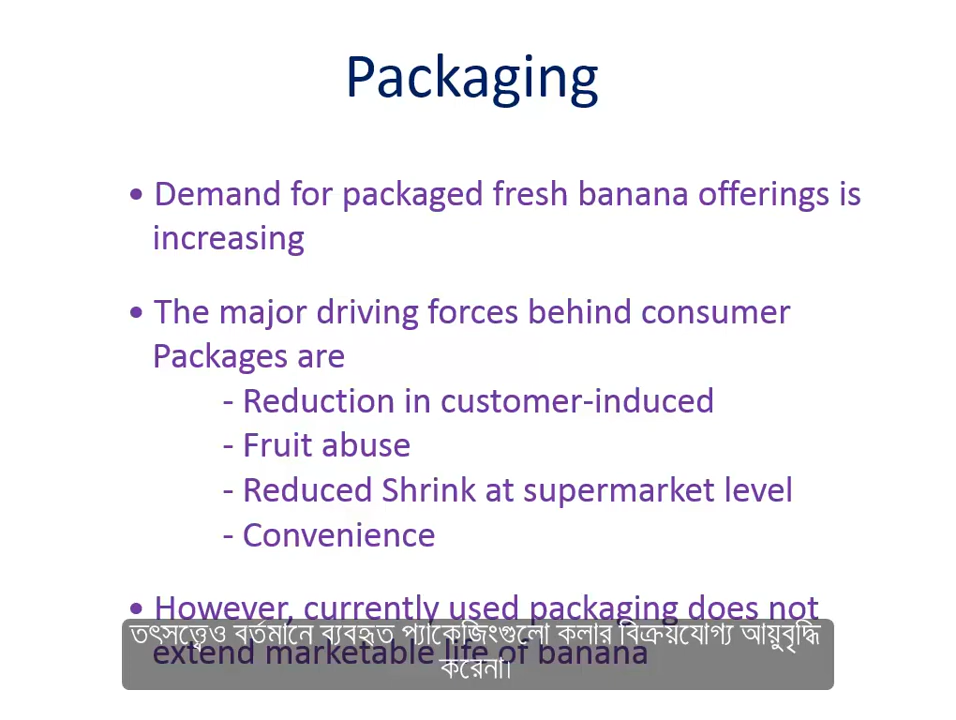 Packaging
• Demand for packaged fresh banana offerings is
increasing
• The major driving forces behind consumer
Packages are
- Reduction in customer-induced
- Fruit abuse
- Reduced Shrink at supermarket level
- Convenience
• However, currently used packaging does not
extend marketable life of banana
তৎসত্ত্বেও বর্তমানে ব্যবহৃত প্যাকেজিংগুলো কলার বিক্রয়যোগ্য আয়ুবৃদ্ধি
করেনা।